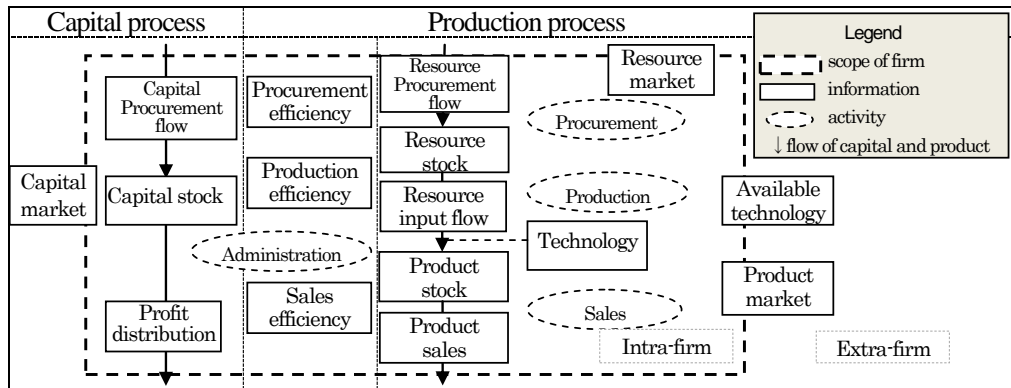 Capital process
Production process
Legend
scope of firm
information
activity
↓ flow of capital and product
Capital
Procurement
flow
Procurement
efficiency
Resource
Procurement
flow
Resource
market
Procurement
Resource
stock
Capital
market
Capital stock
Production
efficiency
Resource
input flow
Production
Available
technology
Administration
Technology
Product
stock
Product
market
Profit
distribution
Sales
efficiency
Product
sales
Sales
Intra-firm
Extra-firm